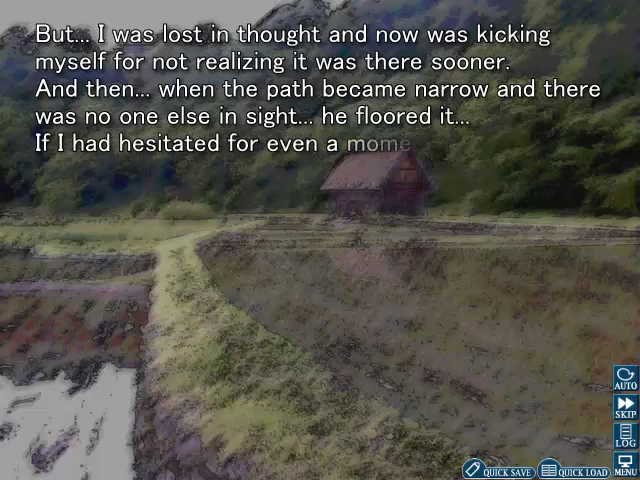 But... I was lost in thought and now was kicking
myself for not realizing it was there sooner.
And then... when the path became narrow and there
was no one else in sight... he floored it...
If I had hesitated for even a mome
AUTO
SKIP
LOG
MENU
QUICK SAVE
QUICK LOAD